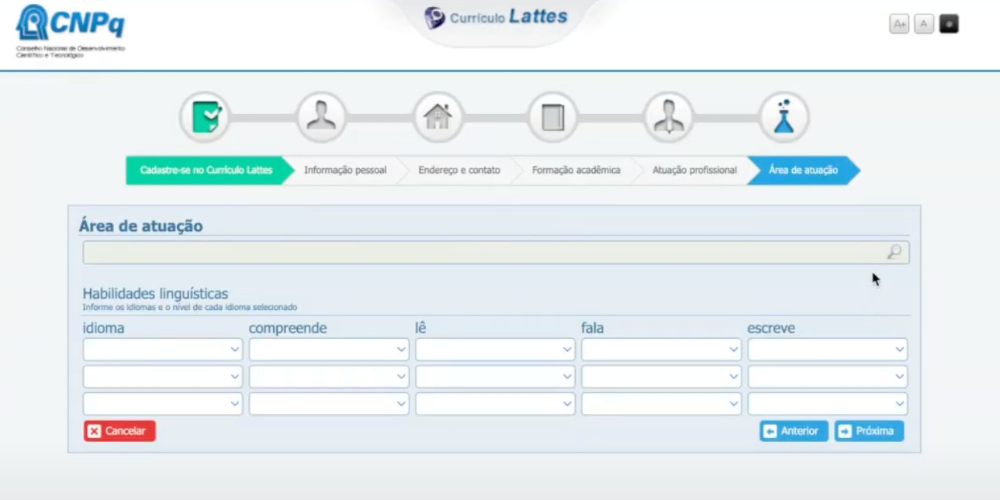 CNPq
Conselho Nacional de Desenvolvimento
Científico e Tecnológico
Currículo Lattes
A+ A
Cadastre-se no Currículo Lattes Informação pessoal Endereço e contato Formação acadêmica Atuação profissional Área de atuação
Área de atuação
Habilidades linguísticas
Informe os idiomas e o nível de cada idioma selecionado
idioma compreende lê fala escreve
Cancelar Anterior Próxima